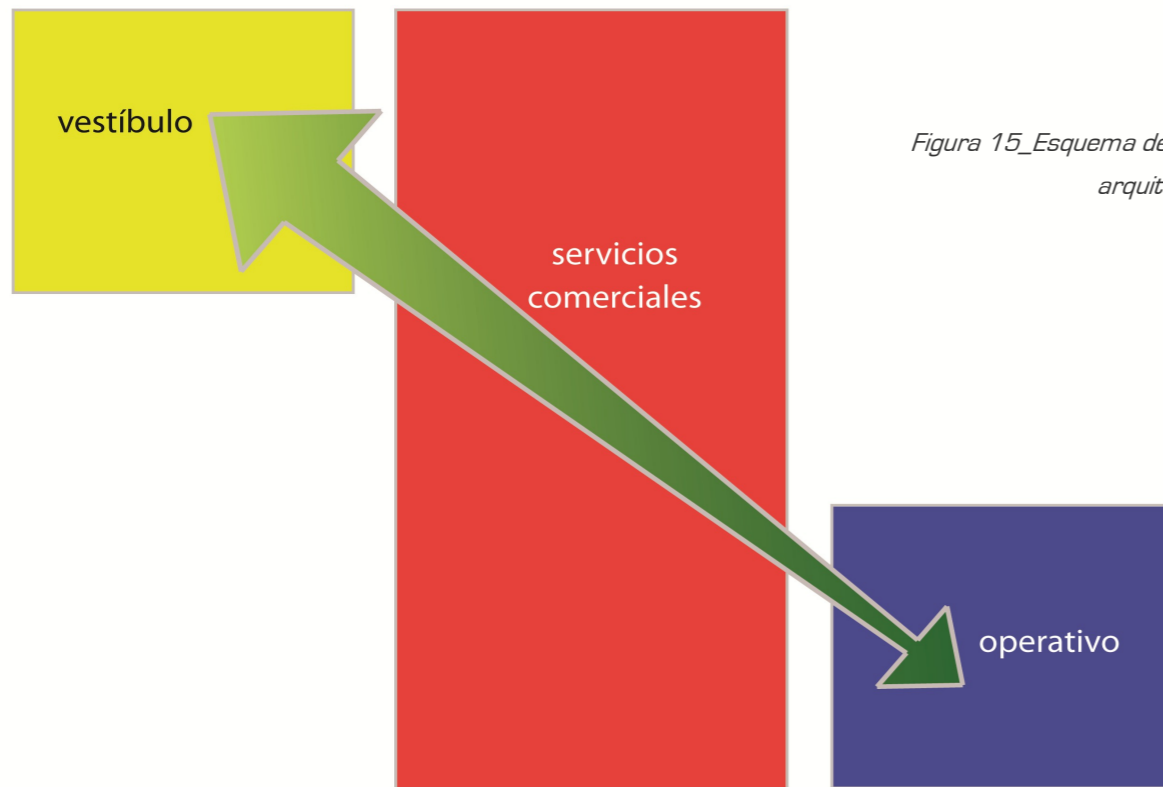 vestíbulo
Figura 15_Esquema de
arquit
servicios
comerciales
operativo